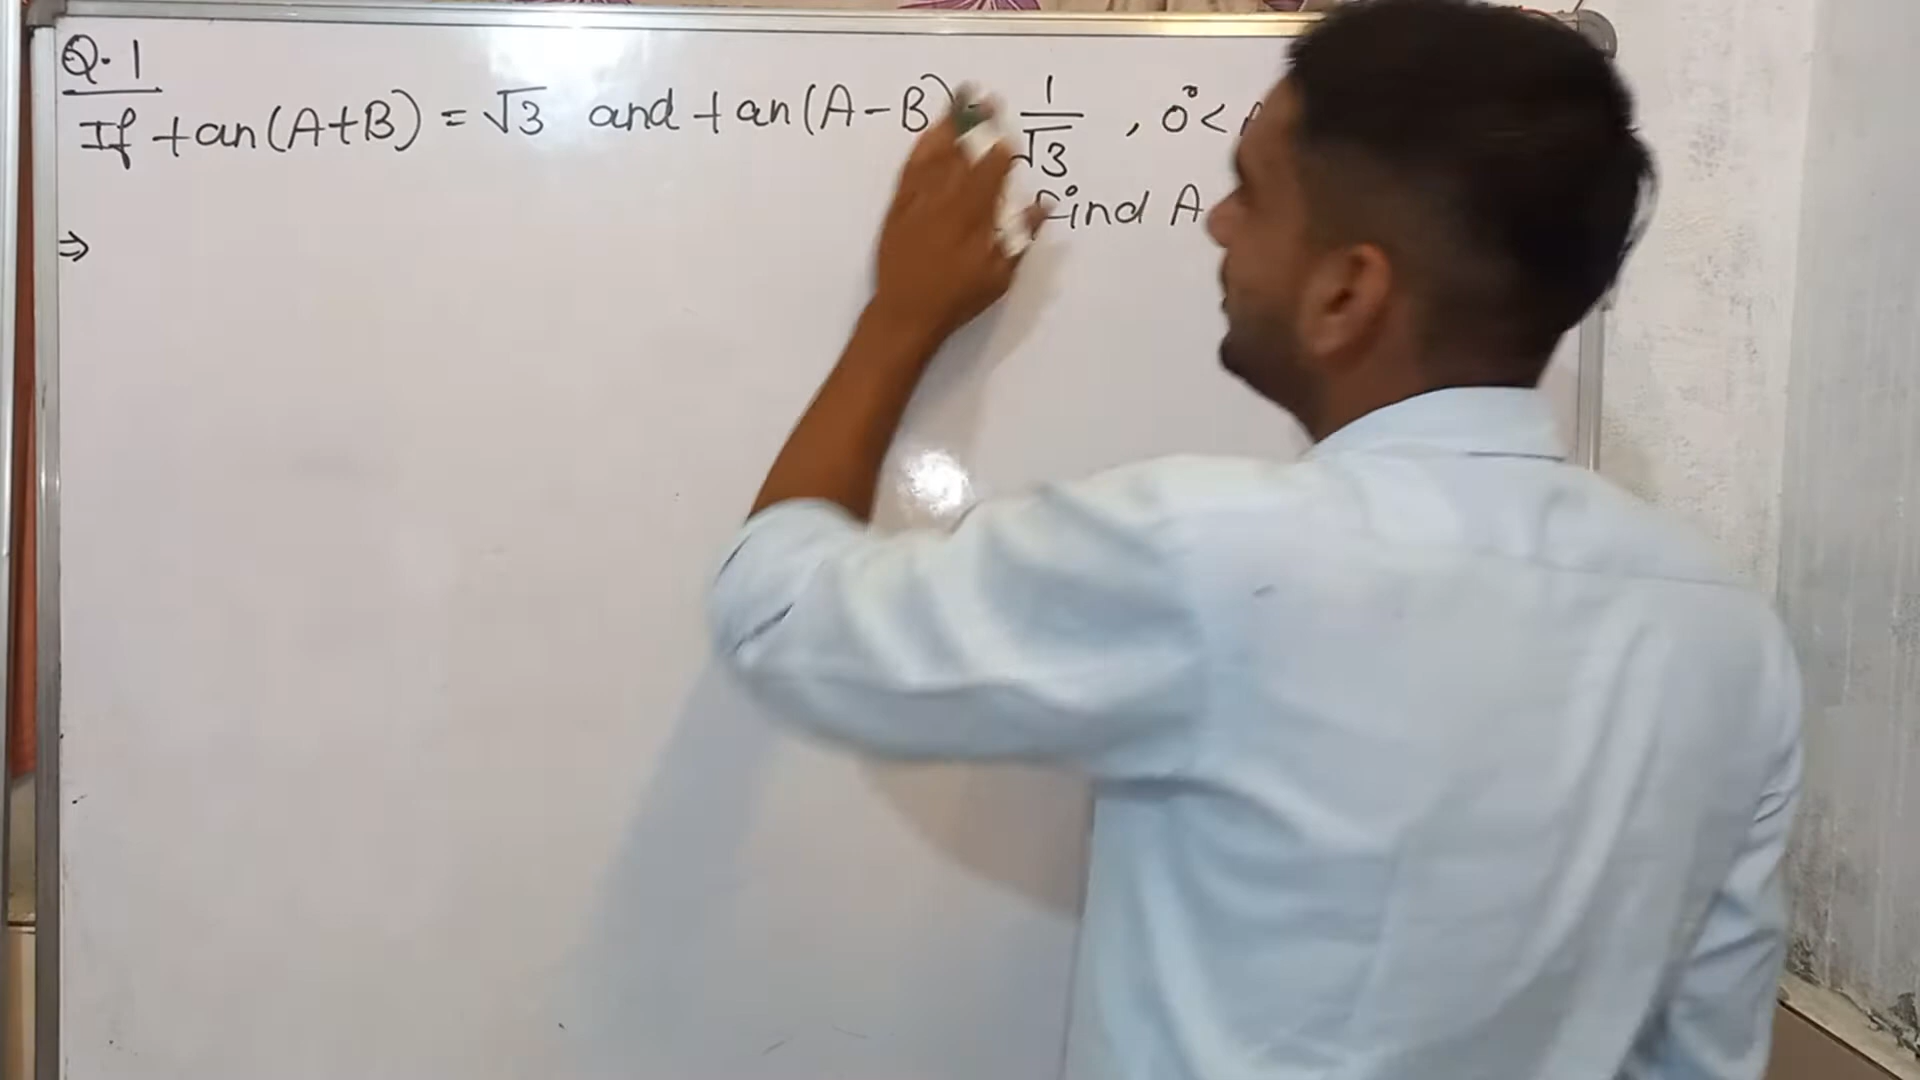 Q.1
If tan(A+B) = √3 and tan(A-B) = 1/√3 , 0° <
Find A
⇒